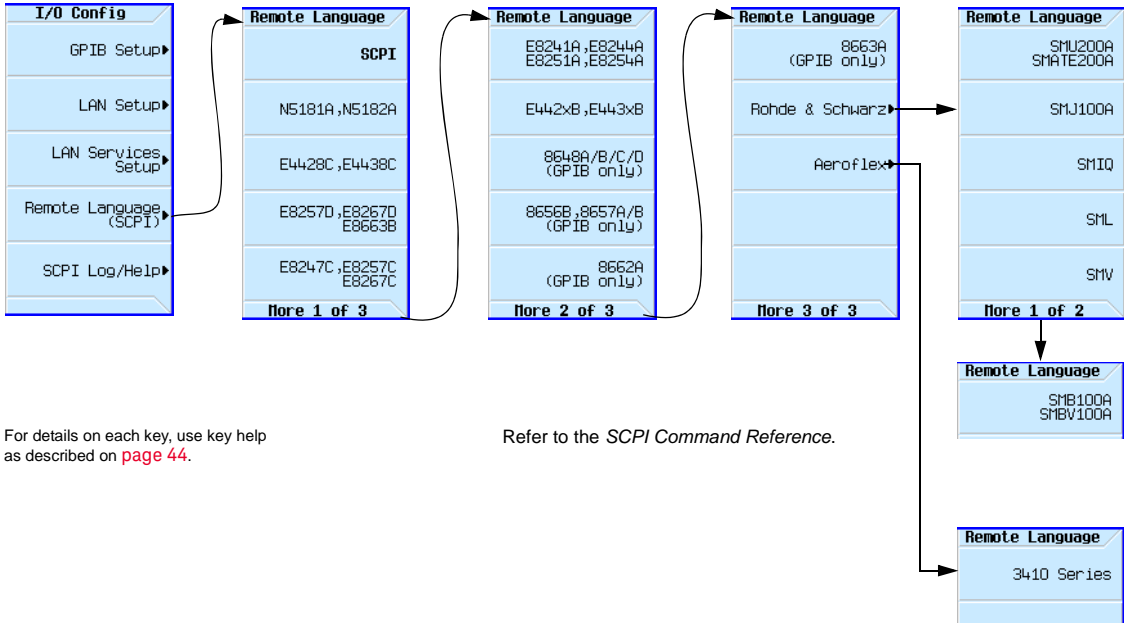 I/O Config
GPIB Setup
LAN Setup
LAN Services
Setup
Remote Language
(SCPI)
SCPI Log/Help
Remote Language
SCPI
N5181A,N5182A
E4428C,E4438C
E8257D,E8267D
E8663B
E8247C,E8257C
E8267C
More 1 of 3
Remote Language
E8241A,E8244A
E8251A,E8254A
E442xB,E443xB
8648A/B/C/D
(GPIB only)
8656B,8657A/B
(GPIB only)
8662A
(GPIB only)
More 2 of 3
Remote Language
8663A
(GPIB only)
Rohde & Schwarz
Aeroflex
More 3 of 3
Remote Language
SMU200A
SMATE200A
SMJ100A
SMIQ
SML
SMV
More 1 of 2
Remote Language
SMB100A
SMBV100A
For details on each key, use key help
as described on page 44.
Refer to the SCPI Command Reference.
Remote Language
3410 Series